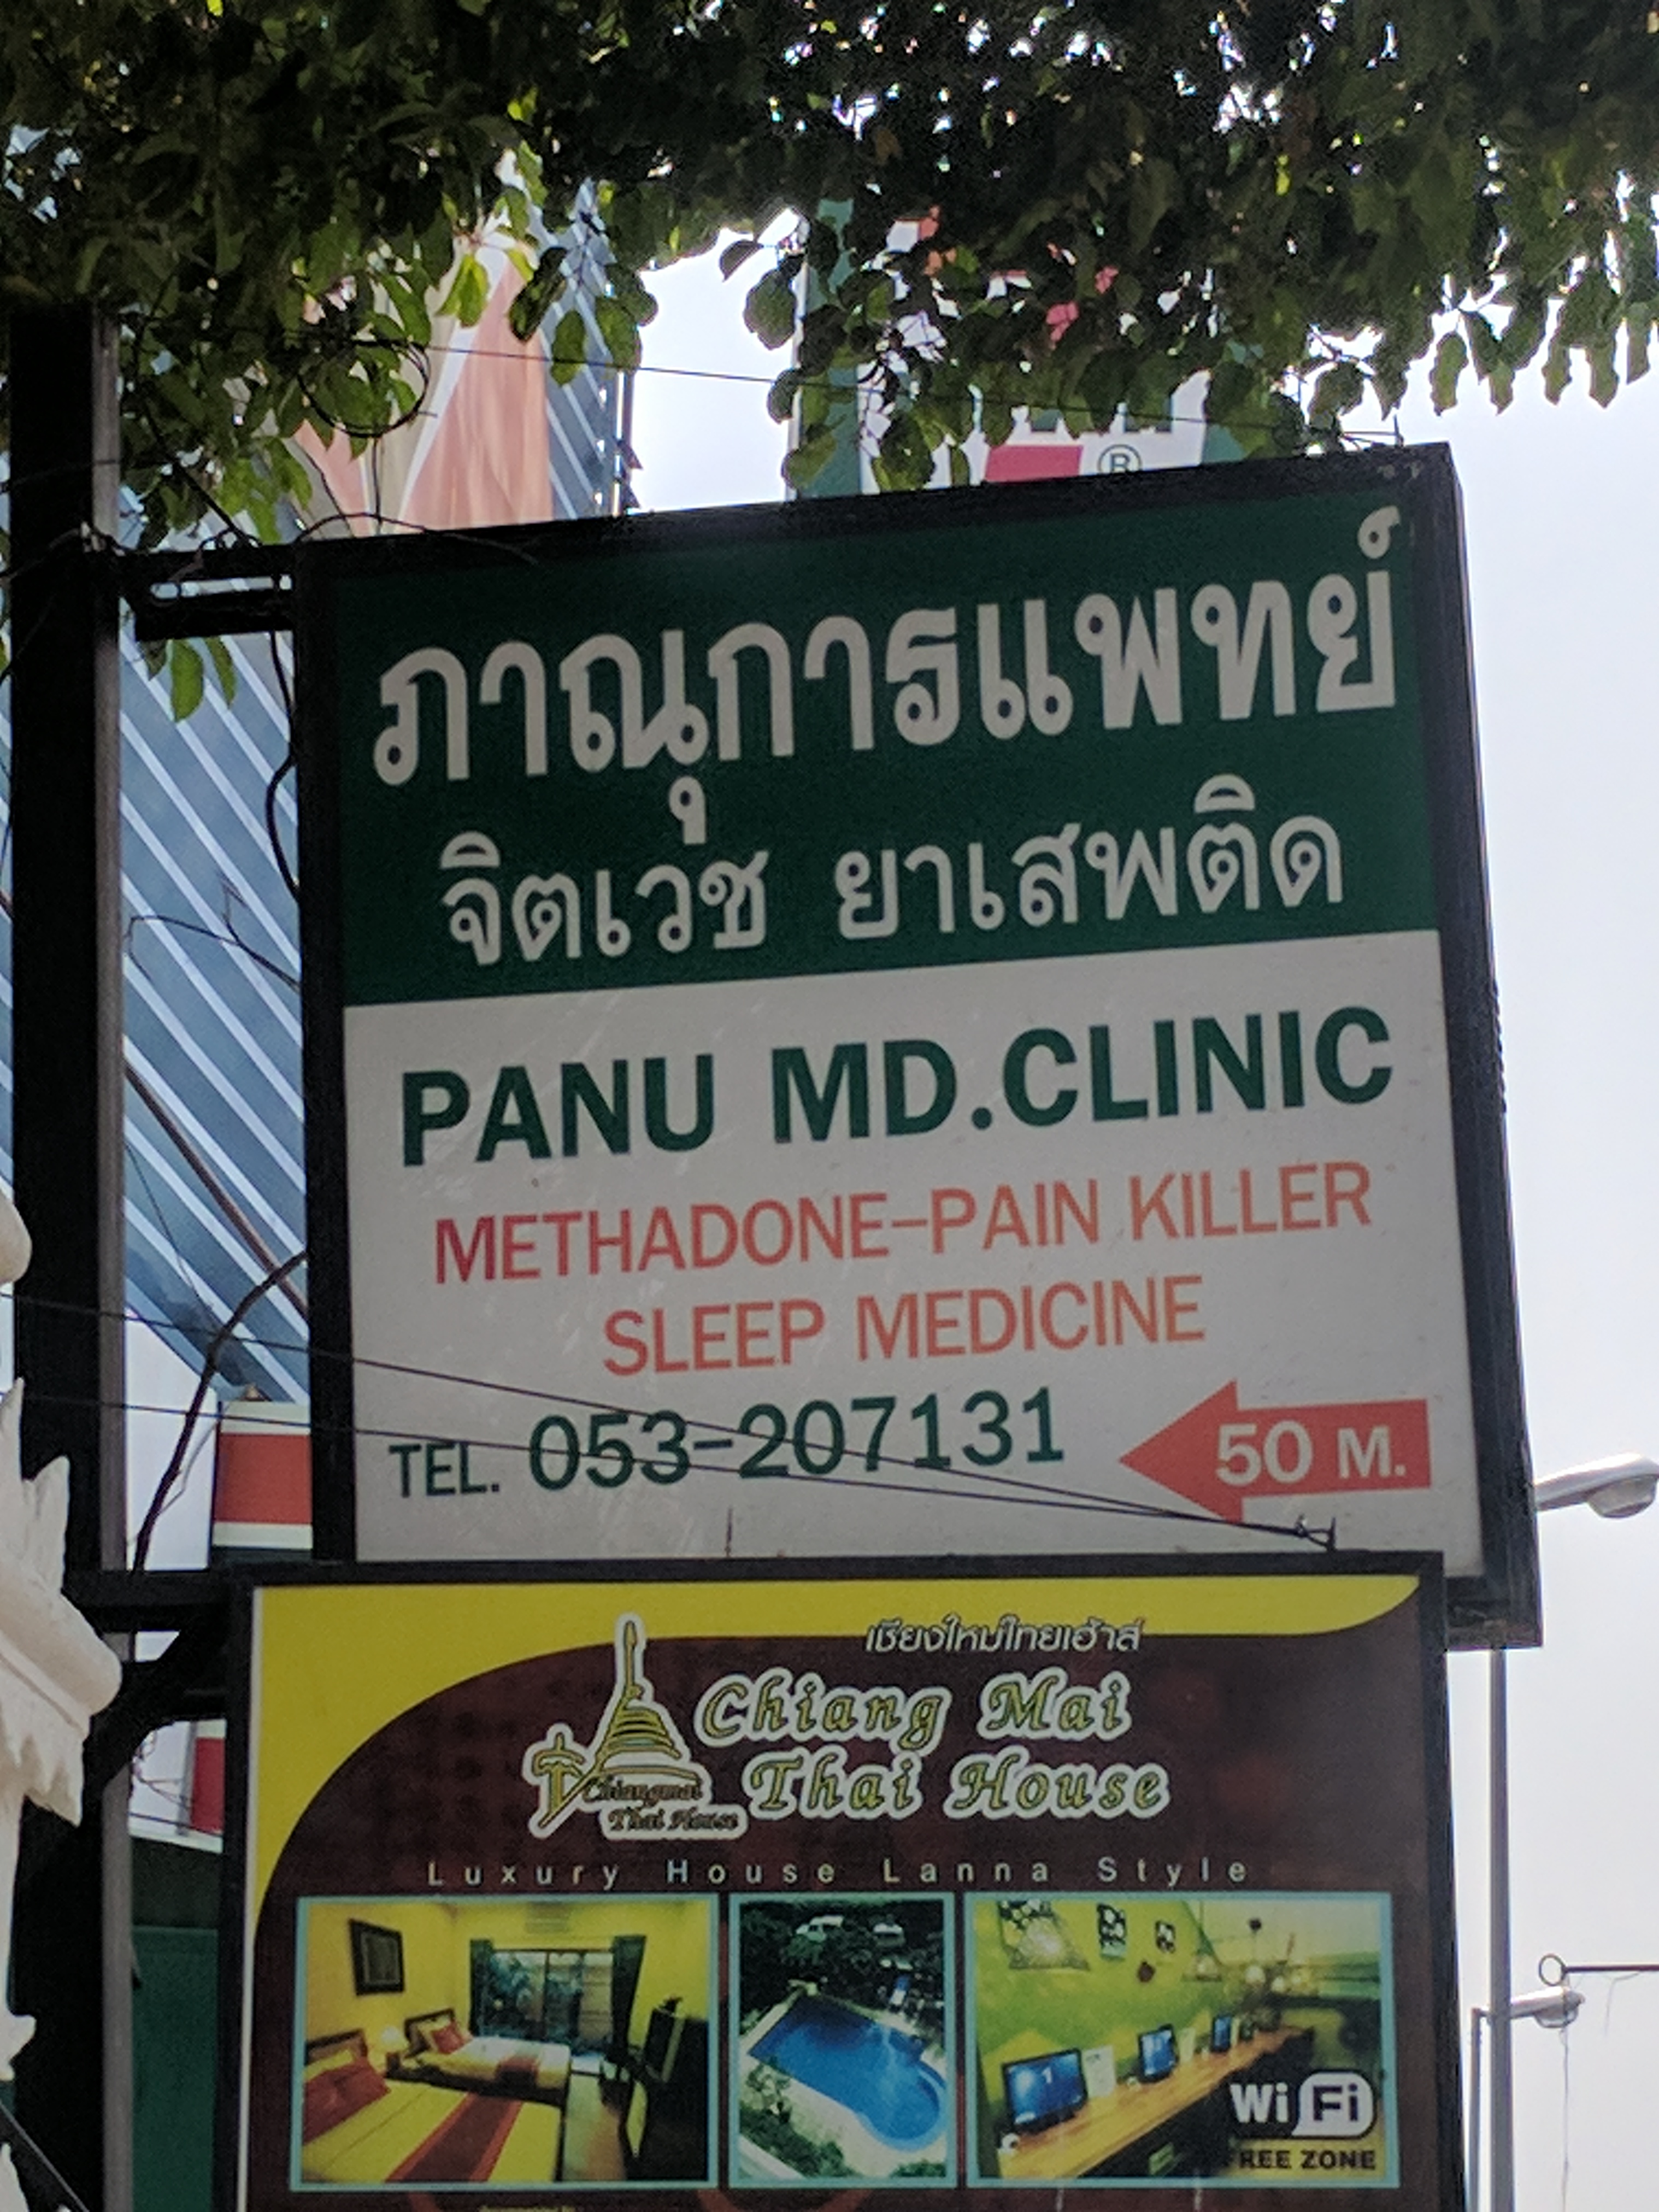 ®
ภาณุการแพทย์
จิตเวช ยาเสพติด
PANU MD.CLINIC
METHADONE-PAIN KILLER
SLEEP MEDICINE
TEL. 053-207131
50 M.
เชียงใหม่ไทยเฮ้าส์
Chiang Mai
Thai House
Chiangmai
Thai House
Luxury House Lanna Style
Wi Fi
FREE ZONE